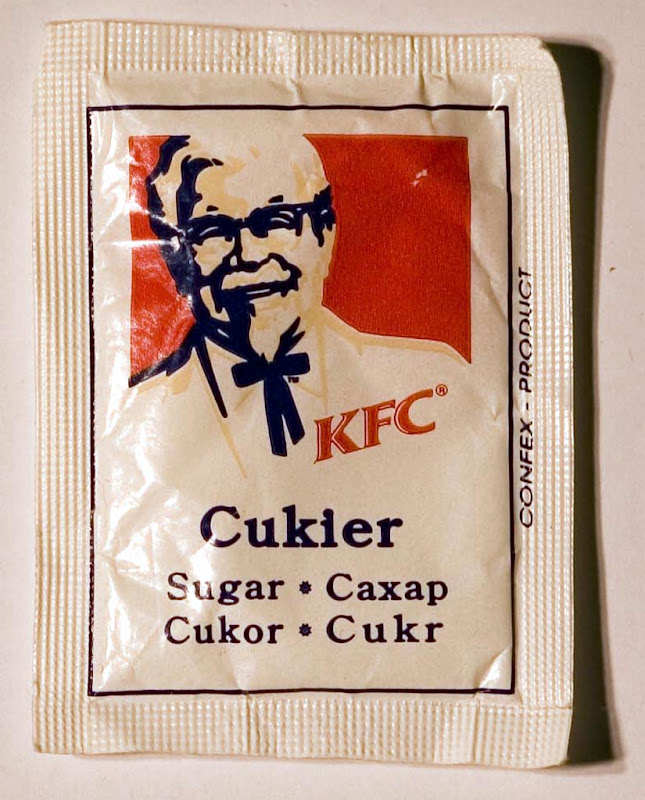 KFC®
Cukier
Sugar * Сахар
Cukor * Cukr
CONFEX - PRODUCT